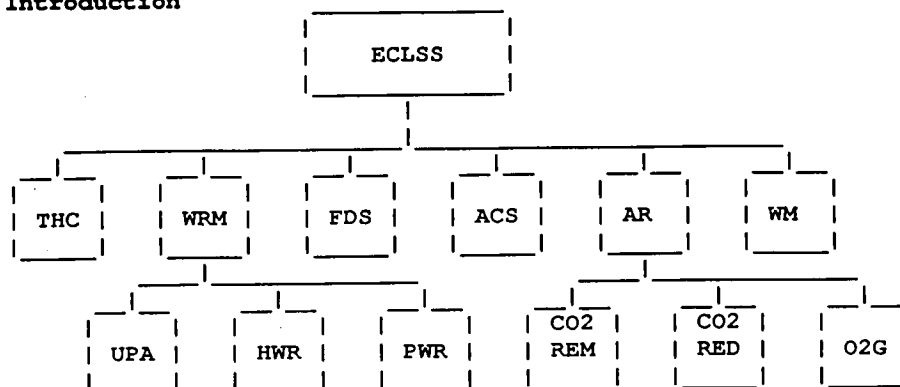 Introduction
ECLSS
THC WRM FDS ACS AR WM
CO2 CO2
UPA HWR PWR REM RED O2G